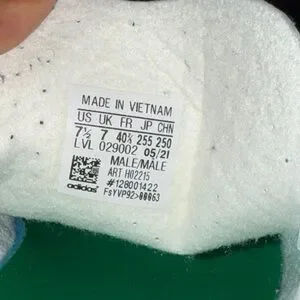 MADE IN VIETNAM
US UK FR JP CHN
7½ 7 40⅔ 255 250
LVL 029002 05/21
MALE/MALE
ART H02215
#128001422
adidas FsYVP92>00063